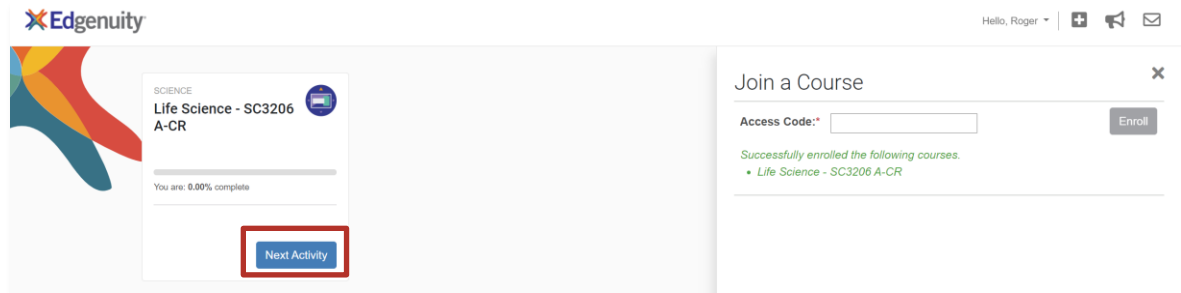 Edgenuity
Hello, Roger
SCIENCE
Life Science - SC3206
A-CR
You are: 0.00% complete
Next Activity
Join a Course
Access Code:*
Enroll
Successfully enrolled the following courses.
• Life Science - SC3206 A-CR